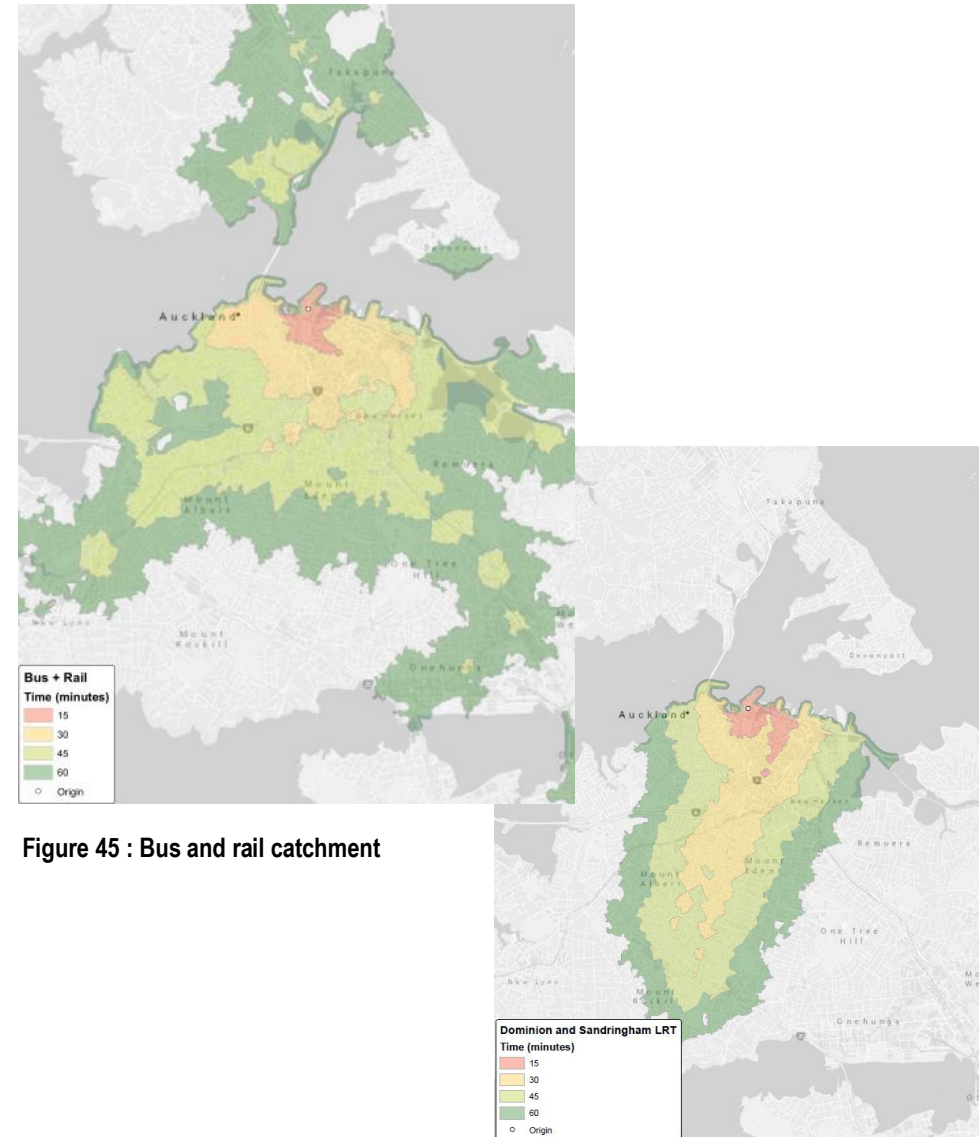 Takapuna
Devonport
Auckland
Newmarket
Remuera
Mount
Albert
Mount
Eden
One Tree
Hill
New Lynn
Mount
Roskill
Onehunga
Bus + Rail
Time (minutes)
15
30
45
60
Origin
Figure 45 : Bus and rail catchment
Takapuna
Devonport
Auckland
Newmarket
Remuera
Mount
Albert
Mount
Eden
One Tree
Hill
New Lynn
Mount
Roskill
Onehunga
Mo
We
Dominion and Sandringham LRT
Time (minutes)
15
30
45
60
Origin